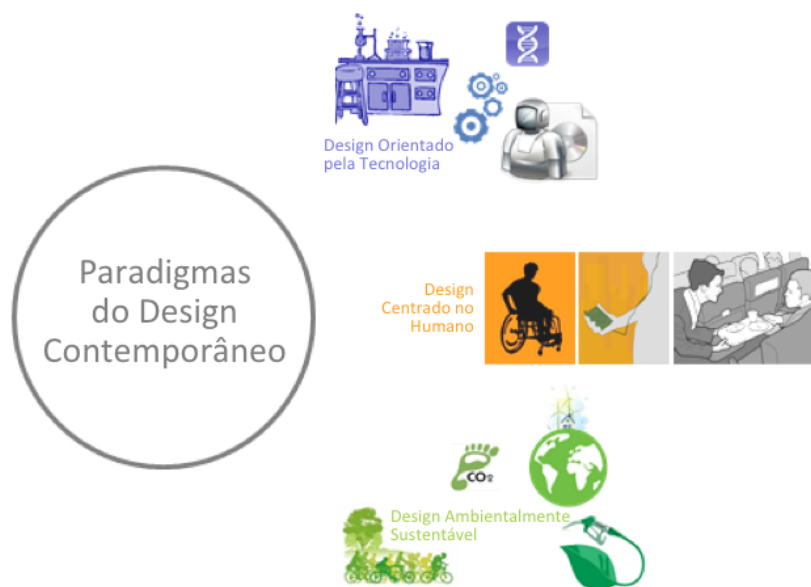 Design Orientado
pela Tecnologia
Paradigmas
do Design
Contemporâneo
Design
Centrado no
Humano
CO2
Design Ambientalmente
Sustentável